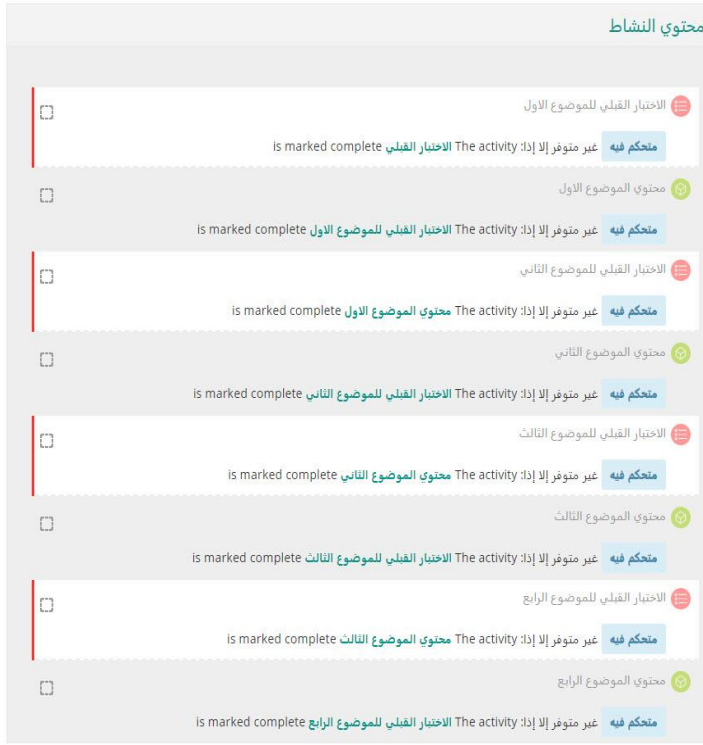 محتوي النشاط
الاختبار القبلي للموضوع الاول
متحكم فيه غير متوفر إلا إذا: The activity الاختبار القبلي is marked complete
محتوي الموضوع الاول
متحكم فيه غير متوفر إلا إذا: The activity الاختبار القبلي للموضوع الاول is marked complete
الاختبار القبلي للموضوع الثاني
متحكم فيه غير متوفر إلا إذا: The activity محتوي الموضوع الاول is marked complete
محتوي الموضوع الثاني
متحكم فيه غير متوفر إلا إذا: The activity الاختبار القبلي للموضوع الثاني is marked complete
الاختبار القبلي للموضوع الثالث
متحكم فيه غير متوفر إلا إذا: The activity محتوي الموضوع الثاني is marked complete
محتوي الموضوع الثالث
متحكم فيه غير متوفر إلا إذا: The activity الاختبار القبلي للموضوع الثالث is marked complete
الاختبار القبلي للموضوع الرابع
متحكم فيه غير متوفر إلا إذا: The activity محتوي الموضوع الثالث is marked complete
محتوي الموضوع الرابع
متحكم فيه غير متوفر إلا إذا: The activity الاختبار القبلي للموضوع الرابع is marked complete